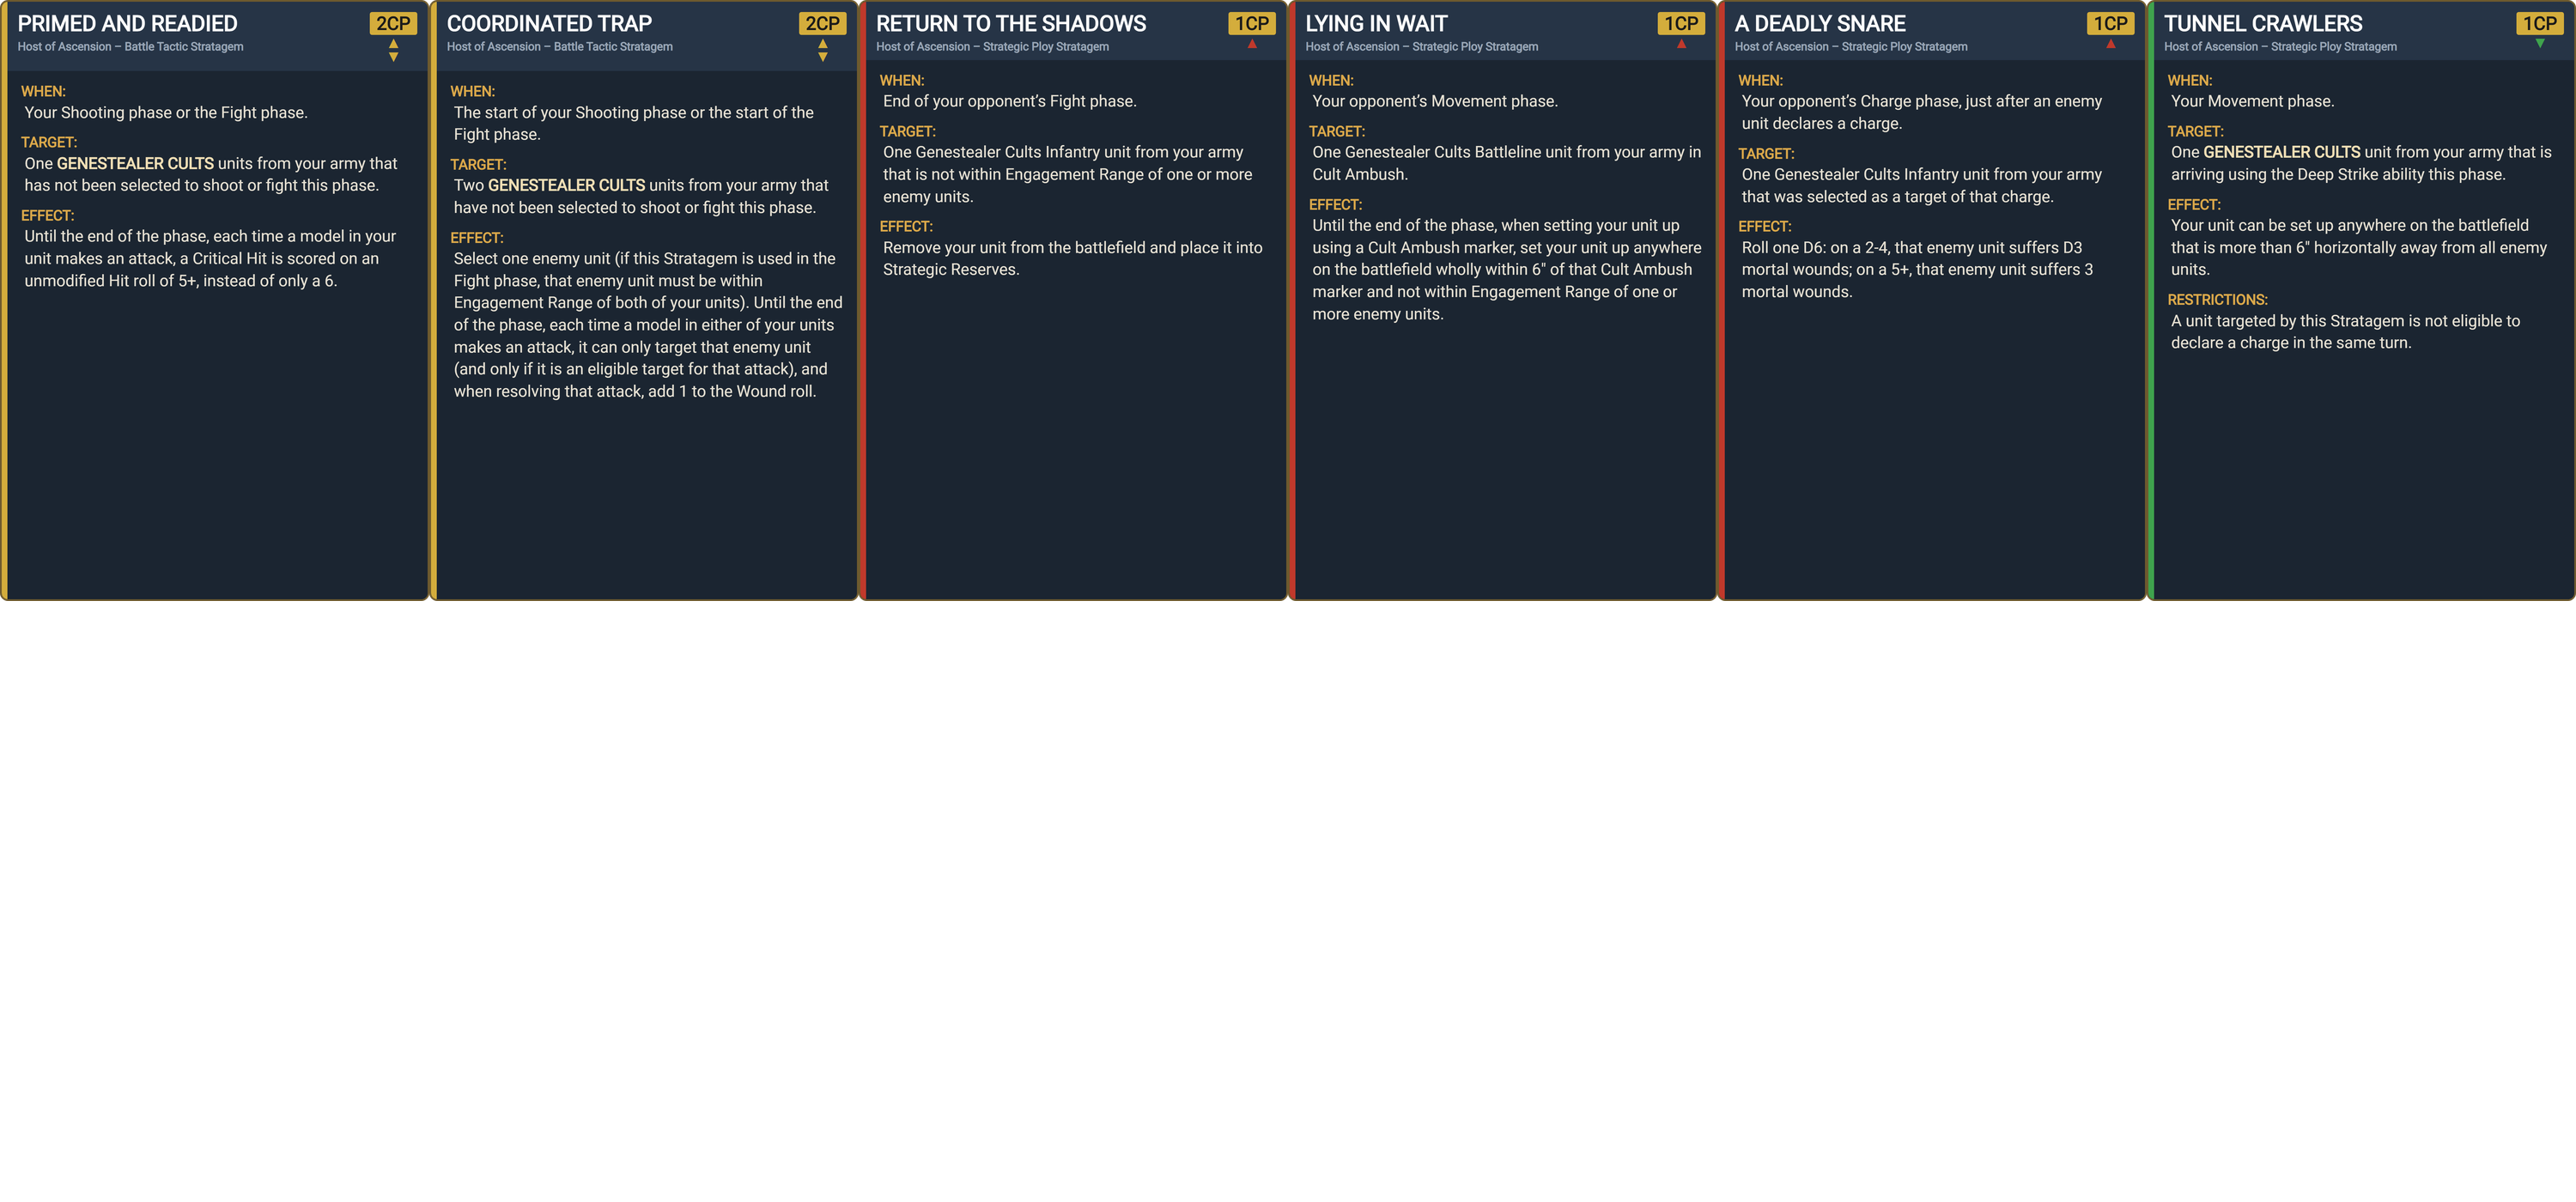 PRIMED AND READIED
2CP
Host of Ascension – Battle Tactic Stratagem
WHEN:
Your Shooting phase or the Fight phase.
TARGET:
One GENESTEALER CULTS units from your army that
has not been selected to shoot or fight this phase.
EFFECT:
Until the end of the phase, each time a model in your
unit makes an attack, a Critical Hit is scored on an
unmodified Hit roll of 5+, instead of only a 6.
COORDINATED TRAP
2CP
Host of Ascension – Battle Tactic Stratagem
WHEN:
The start of your Shooting phase or the start of the
Fight phase.
TARGET:
Two GENESTEALER CULTS units from your army that
have not been selected to shoot or fight this phase.
EFFECT:
Select one enemy unit (if this Stratagem is used in the
Fight phase, that enemy unit must be within
Engagement Range of both of your units). Until the end
of the phase, each time a model in either of your units
makes an attack, it can only target that enemy unit
(and only if it is an eligible target for that attack), and
when resolving that attack, add 1 to the Wound roll.
RETURN TO THE SHADOWS
1CP
Host of Ascension – Strategic Ploy Stratagem
WHEN:
End of your opponent’s Fight phase.
TARGET:
One Genestealer Cults Infantry unit from your army
that is not within Engagement Range of one or more
enemy units.
EFFECT:
Remove your unit from the battlefield and place it into
Strategic Reserves.
LYING IN WAIT
1CP
Host of Ascension – Strategic Ploy Stratagem
WHEN:
Your opponent’s Movement phase.
TARGET:
One Genestealer Cults Battleline unit from your army in
Cult Ambush.
EFFECT:
Until the end of the phase, when setting your unit up
using a Cult Ambush marker, set your unit up anywhere
on the battlefield wholly within 6" of that Cult Ambush
marker and not within Engagement Range of one or
more enemy units.
A DEADLY SNARE
1CP
Host of Ascension – Strategic Ploy Stratagem
WHEN:
Your opponent’s Charge phase, just after an enemy
unit declares a charge.
TARGET:
One Genestealer Cults Infantry unit from your army
that was selected as a target of that charge.
EFFECT:
Roll one D6: on a 2-4, that enemy unit suffers D3
mortal wounds; on a 5+, that enemy unit suffers 3
mortal wounds.
TUNNEL CRAWLERS
1CP
Host of Ascension – Strategic Ploy Stratagem
WHEN:
Your Movement phase.
TARGET:
One GENESTEALER CULTS unit from your army that is
arriving using the Deep Strike ability this phase.
EFFECT:
Your unit can be set up anywhere on the battlefield
that is more than 6" horizontally away from all enemy
units.
RESTRICTIONS:
A unit targeted by this Stratagem is not eligible to
declare a charge in the same turn.